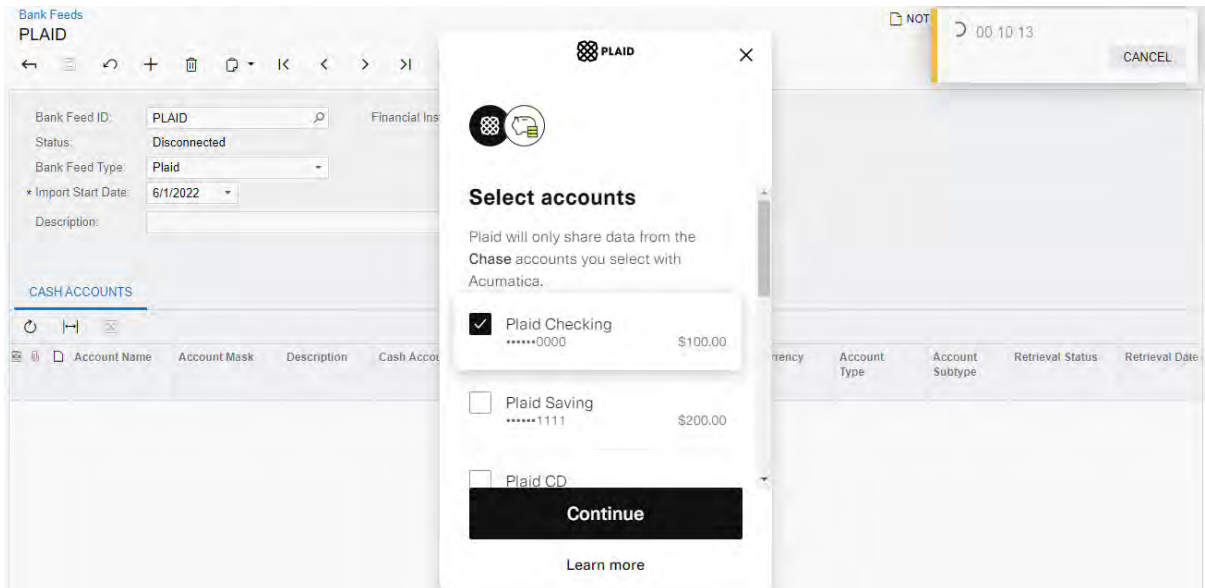 Bank Feeds
PLAID
NOT
00:10:13
CANCEL
Bank Feed ID: PLAID
Financial Ins
Status: Disconnected
Bank Feed Type: Plaid
* Import Start Date: 6/1/2022
Description:
CASH ACCOUNTS
Account Name Account Mask Description Cash Accou rrency Account Type Account Subtype Retrieval Status Retrieval Date
PLAID
Select accounts
Plaid will only share data from the
Chase accounts you select with
Acumatica.
Plaid Checking
••••••0000 $100.00
Plaid Saving
••••••1111 $200.00
Plaid CD
Continue
Learn more